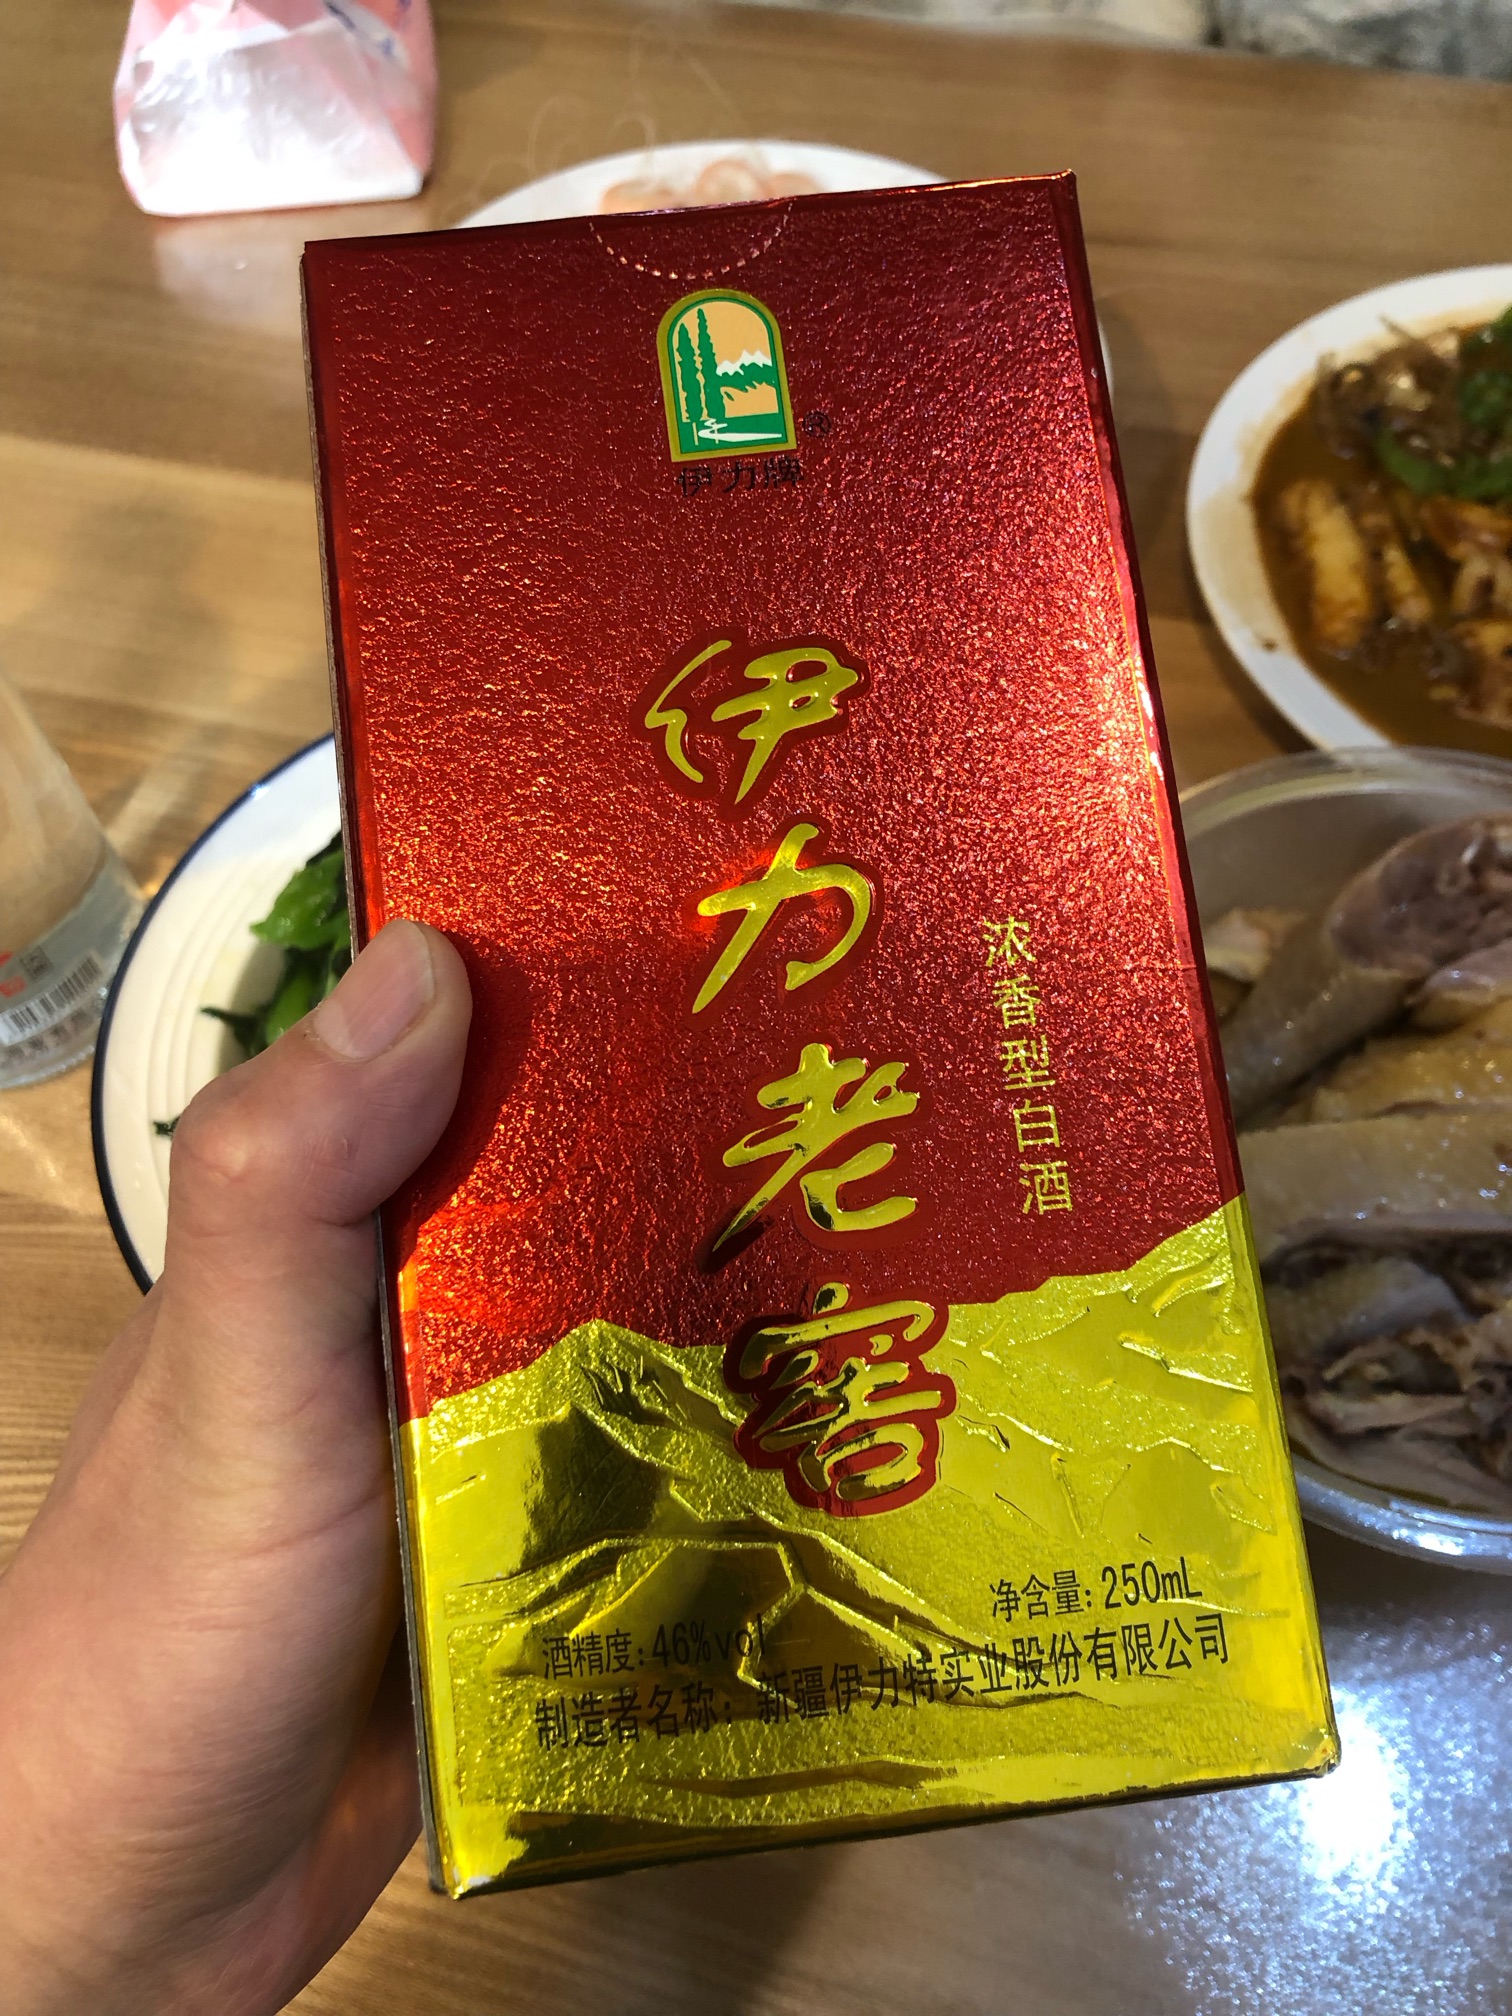 ®
伊力牌
伊力老窖
浓香型白酒
净含量:250mL
酒精度:46%vol
制造者名称:新疆伊力特实业股份有限公司